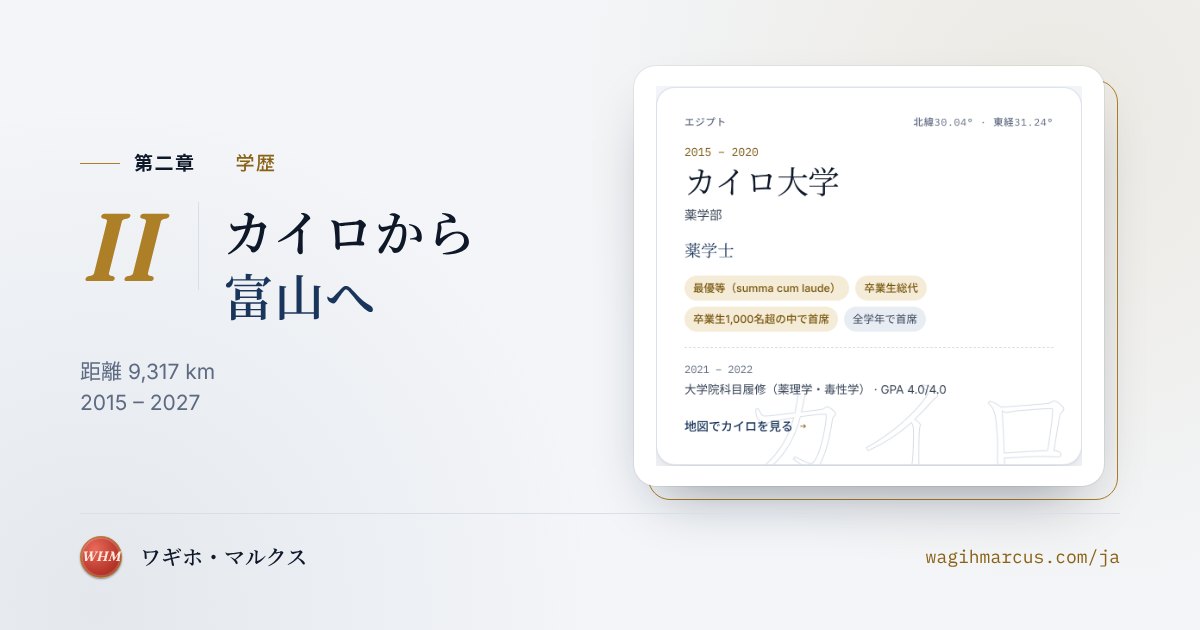 第二章 学歴
II
カイロから
富山へ
距離 9,317 km
2015 – 2027
エジプト 北緯30.04° · 東経31.24°
2015 – 2020
カイロ大学
薬学部
薬学士
最優等（summa cum laude） 卒業生総代
卒業生1,000名超の中で首席 全学年で首席
2021 – 2022
大学院科目履修（薬理学・毒性学） · GPA 4.0/4.0
地図でカイロを見る →
カイロ
WHM ワギホ・マルクス
wagihmarcus.com/ja